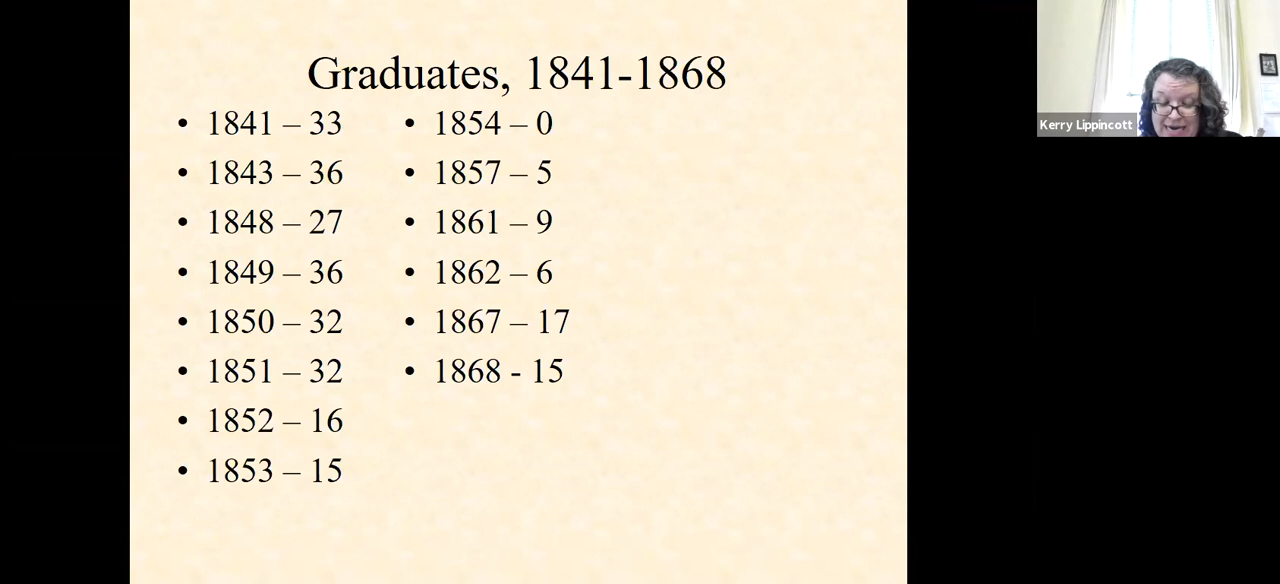 Graduates, 1841-1868
• 1841 – 33
• 1843 – 36
• 1848 – 27
• 1849 – 36
• 1850 – 32
• 1851 – 32
• 1852 – 16
• 1853 – 15
• 1854 – 0
• 1857 – 5
• 1861 – 9
• 1862 – 6
• 1867 – 17
• 1868 - 15
Kerry Lippincott